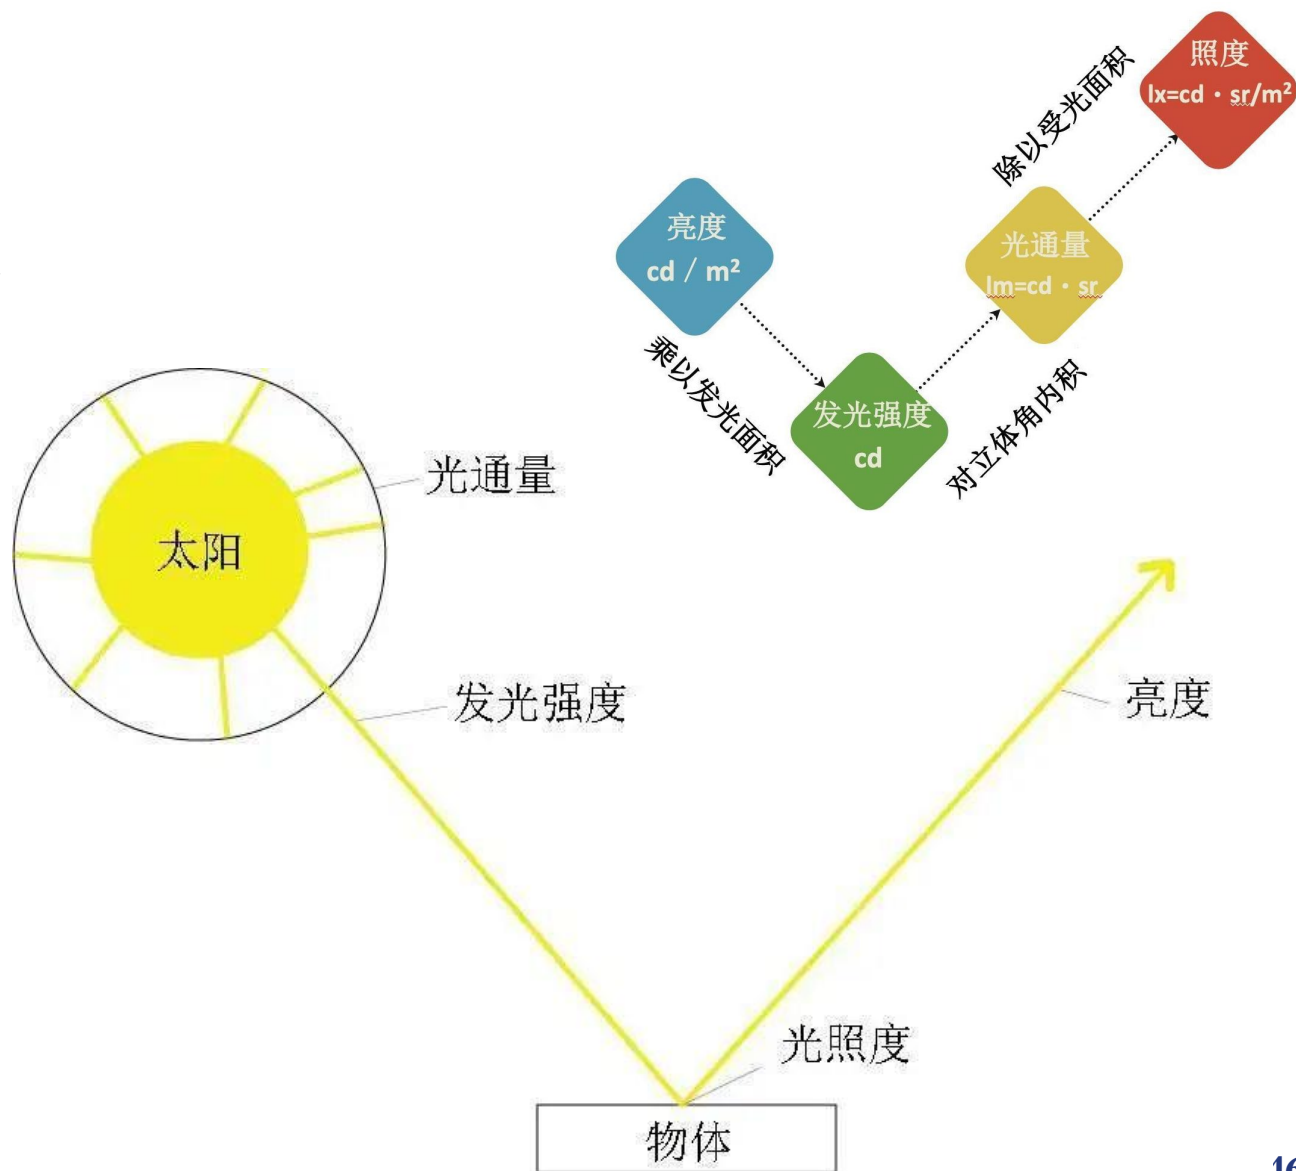 照度
lx=cd · sr/m²
除以受光面积
亮度
cd / m²
光通量
lm=cd · sr
乘以发光面积
发光强度
cd
对立体角内积
光通量
太阳
发光强度
亮度
光照度
物体